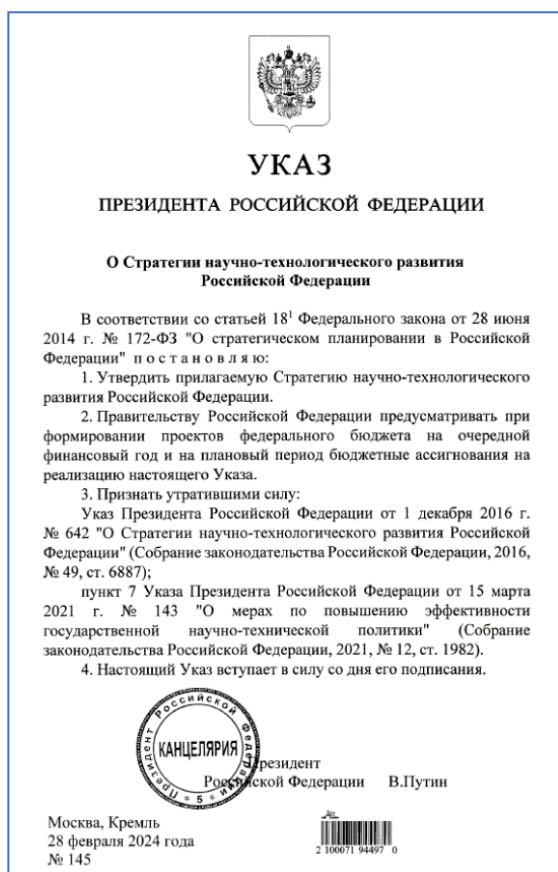 УКАЗ
ПРЕЗИДЕНТА РОССИЙСКОЙ ФЕДЕРАЦИИ
О Стратегии научно-технологического развития
Российской Федерации
В соответствии со статьей 18¹ Федерального закона от 28 июня
2014 г. № 172-ФЗ "О стратегическом планировании в Российской
Федерации" п о с т а н о в л я ю:
1. Утвердить прилагаемую Стратегию научно-технологического
развития Российской Федерации.
2. Правительству Российской Федерации предусматривать при
формировании проектов федерального бюджета на очередной
финансовый год и на плановый период бюджетные ассигнования на
реализацию настоящего Указа.
3. Признать утратившими силу:
Указ Президента Российской Федерации от 1 декабря 2016 г.
№ 642 "О Стратегии научно-технологического развития Российской
Федерации" (Собрание законодательства Российской Федерации, 2016,
№ 49, ст. 6887);
пункт 7 Указа Президента Российской Федерации от 15 марта
2021 г. № 143 "О мерах по повышению эффективности
государственной научно-технической политики" (Собрание
законодательства Российской Федерации, 2021, № 12, ст. 1982).
4. Настоящий Указ вступает в силу со дня его подписания.
Президент Российской Федерации
КАНЦЕЛЯРИЯ
* 5 *
Президент
Российской Федерации В.Путин
Москва, Кремль
28 февраля 2024 года
№ 145
2 100071 94497 0